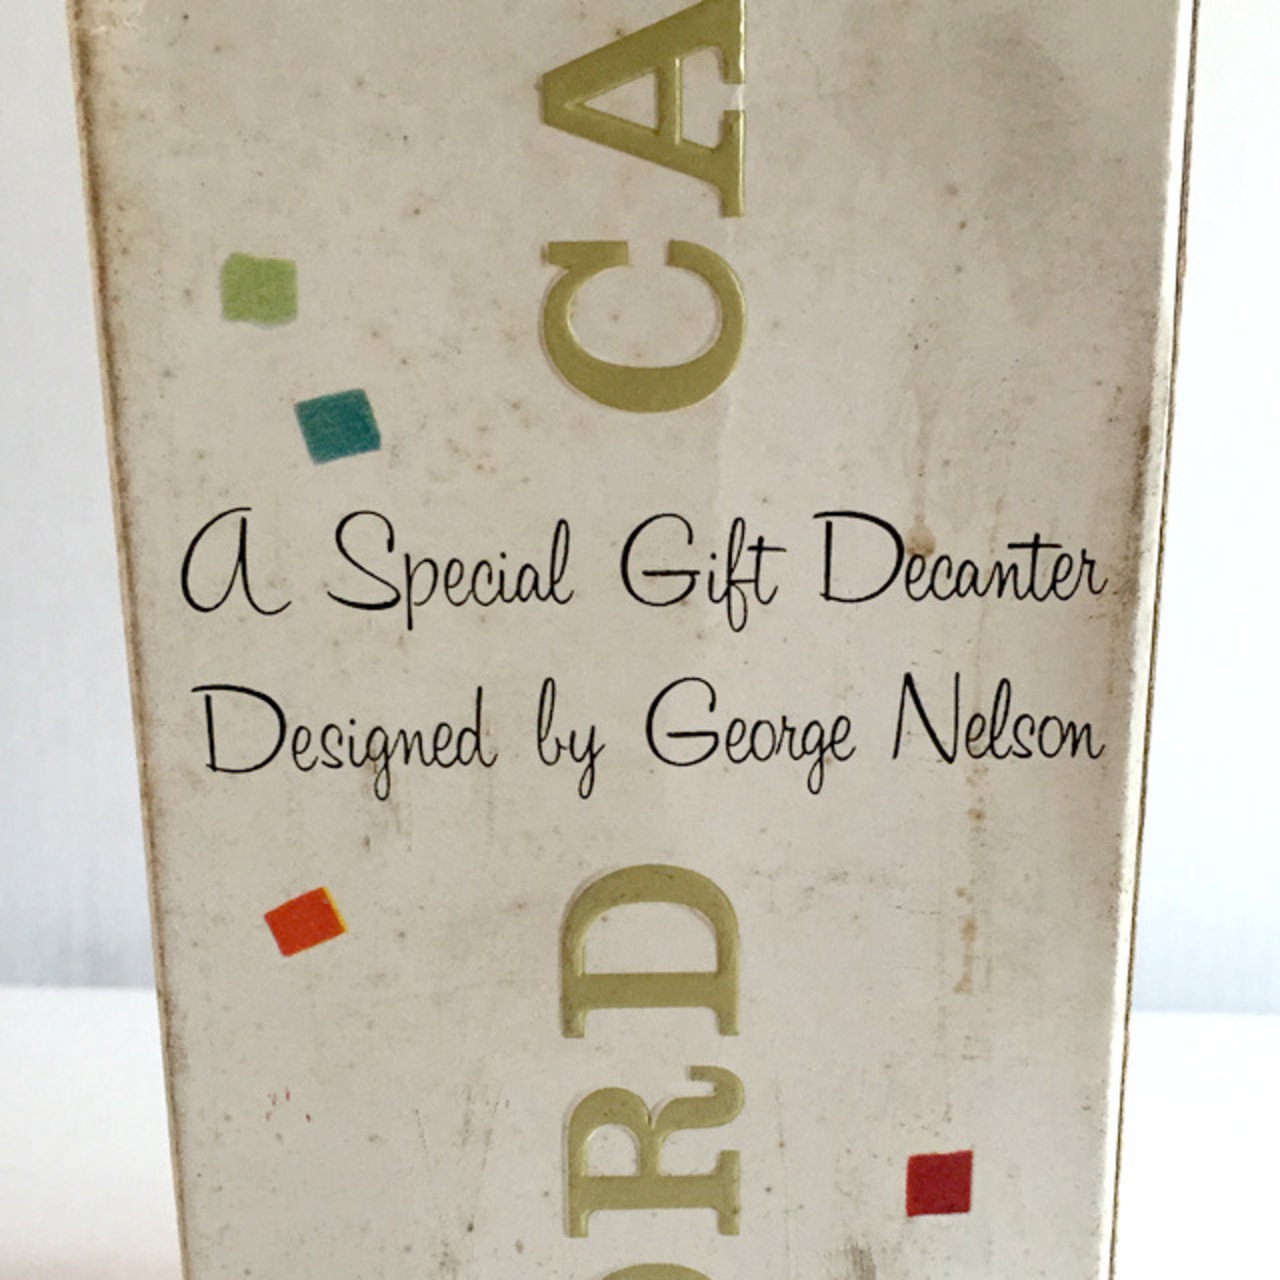 ORD CA
A Special Gift Decanter
Designed by George Nelson